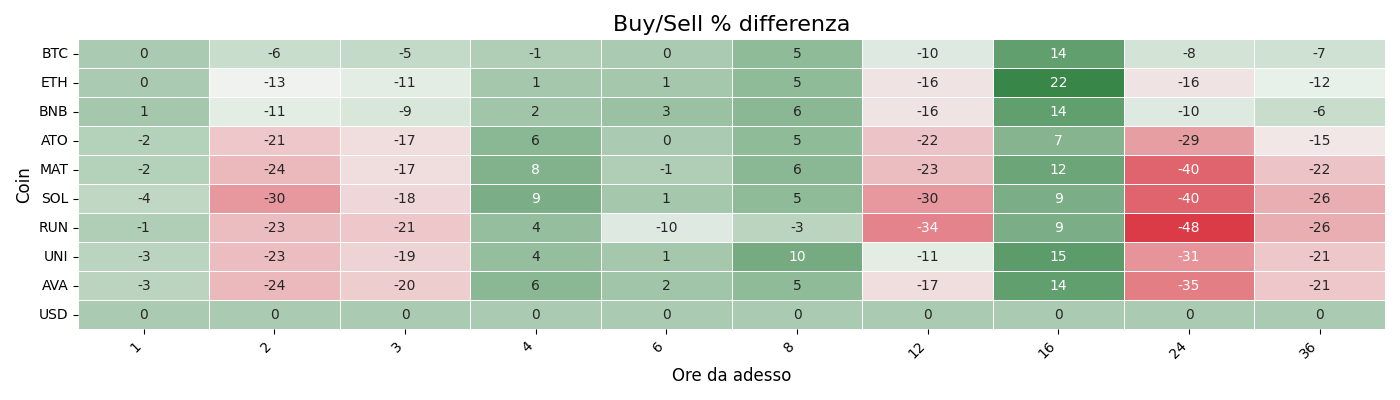 Buy/Sell % differenza
Coin
BTC 0 -6 -5 -1 0 5 -10 14 -8 -7
ETH 0 -13 -11 1 1 5 -16 22 -16 -12
BNB 1 -11 -9 2 3 6 -16 14 -10 -6
ATO -2 -21 -17 6 0 5 -22 7 -29 -15
MAT -2 -24 -17 8 -1 6 -23 12 -40 -22
SOL -4 -30 -18 9 1 5 -30 9 -40 -26
RUN -1 -23 -21 4 -10 -3 -34 9 -48 -26
UNI -3 -23 -19 4 1 10 -11 15 -31 -21
AVA -3 -24 -20 6 2 5 -17 14 -35 -21
USD 0 0 0 0 0 0 0 0 0 0
1 2 3 4 6 8 12 16 24 36
Ore da adesso